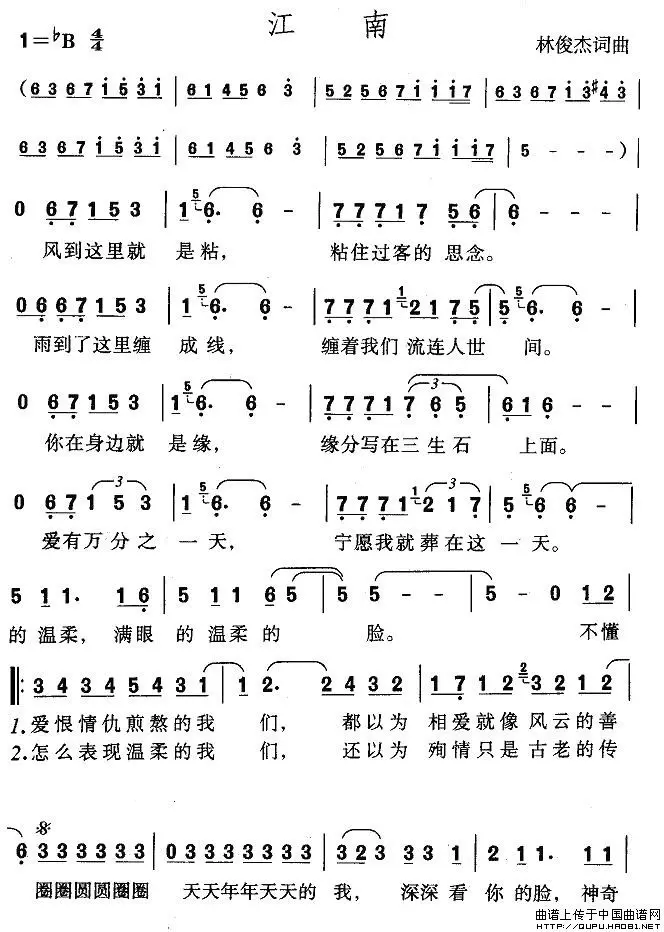 江 南
1=♭B 4/4 林俊杰词曲
(6 3 6 7 1 5 3 1 | 6 1 4 5 6 3 | 5 2 5 6 7 1 1 1 7 | 6 3 6 7 1 3 #4 3 |
6 3 6 7 1 5 3 1 | 6 1 4 5 6 3 | 5 2 5 6 7 1 1 1 7 | 5 - - - ) |
0 6 7 1 5 3 | 1 5 6. 6 - | 7 7 7 1 7 5 6 | 6 - - - |
风到这里就 是粘， 粘住过客的 思念。
0 6 6 7 1 5 3 | 1 5 6. 6 - | 7 7 7 1 1 2 1 7 5 | 5 5 6. 6 - |
雨到了这里缠 成线， 缠着我们 流连人世 间。
0 6 7 1 5 3 | 1 5 6. 6 - | 7 7 7 1 7 6 5 | 6 1 6 - |
你在身边就 是缘， 缘分写在三生石 上面。
0 6 7 1 5 3 | 1 5 6. 6 - | 7 7 7 1 1 2 1 7 | 5 5 6 6 - |
爱有万分之 一天， 宁愿我就葬在这 一天。
5 1 1. 1 6 | 5 1 1 6 5 | 5 5 - - | 5 - 0 1 2 |
的温柔， 满眼 的温柔的 脸。 不懂
3 4 3 4 5 4 3 1 | 1 2. 2 4 3 2 | 1 7 1 2 2 3 2 1 2 |
1.爱恨情仇煎熬的我 们， 都以为 相爱就像 风云的善
2.怎么表现温柔的我 们， 还以为 殉情只是 古老的传
6 3 3 3 3 3 3 | 0 3 3 3 3 3 3 3 | 3 2 3 3 3 1 | 2 1 1. 1 1 |
圈圈圆圆圈圈 天天年年天天的 我， 深深 看 你的脸， 神奇
曲谱上传于中国曲谱网
HTTP://QUPU.HAO81.NET